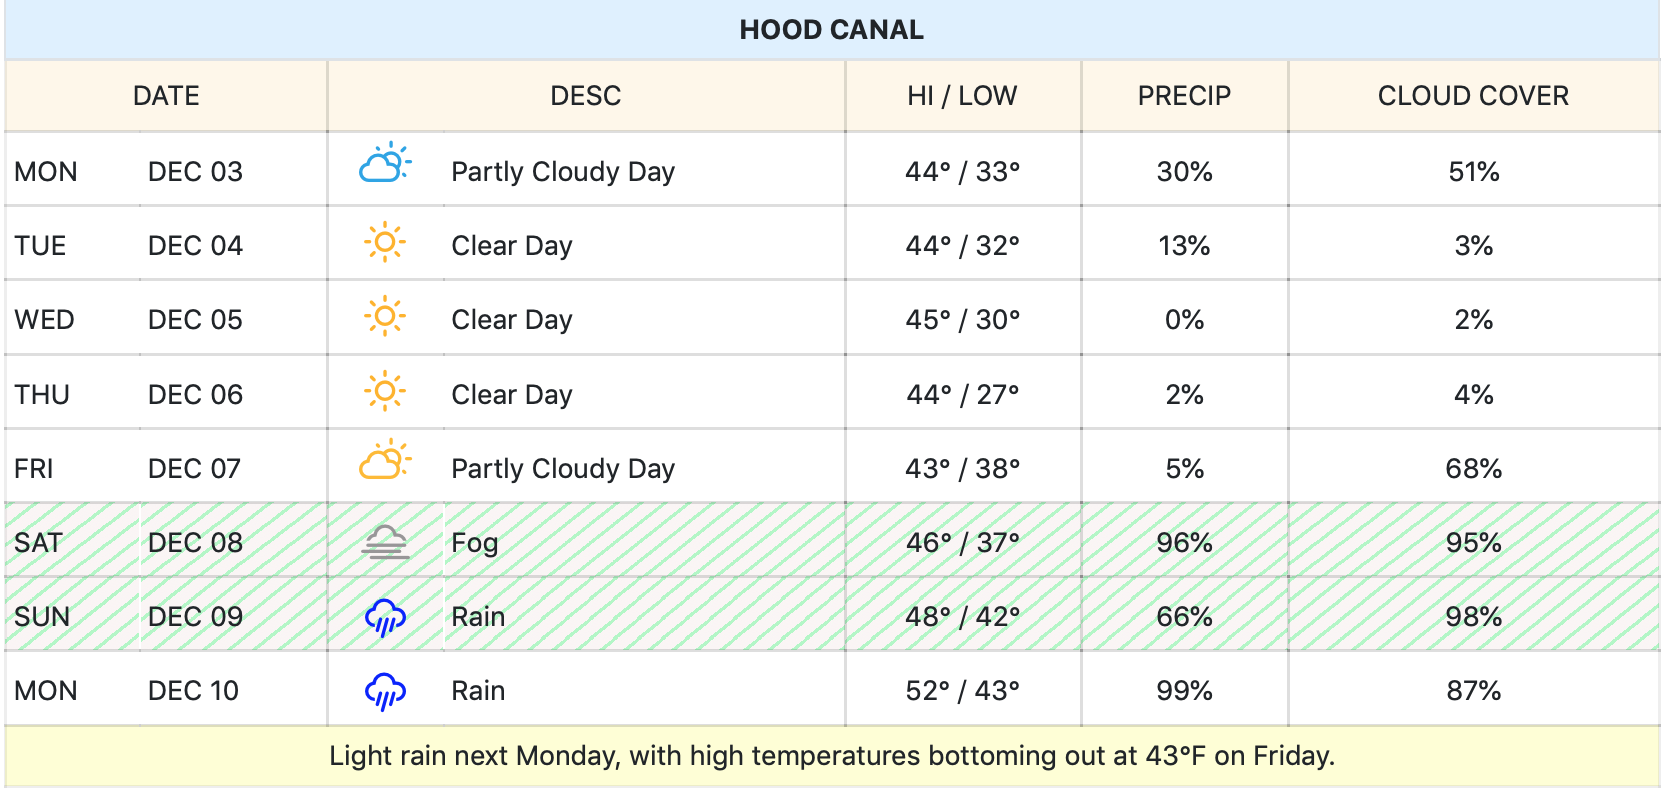 HOOD CANAL
DATE DESC HI / LOW PRECIP CLOUD COVER
MON DEC 03 Partly Cloudy Day 44° / 33° 30% 51%
TUE DEC 04 Clear Day 44° / 32° 13% 3%
WED DEC 05 Clear Day 45° / 30° 0% 2%
THU DEC 06 Clear Day 44° / 27° 2% 4%
FRI DEC 07 Partly Cloudy Day 43° / 38° 5% 68%
SAT DEC 08 Fog 46° / 37° 96% 95%
SUN DEC 09 Rain 48° / 42° 66% 98%
MON DEC 10 Rain 52° / 43° 99% 87%
Light rain next Monday, with high temperatures bottoming out at 43°F on Friday.